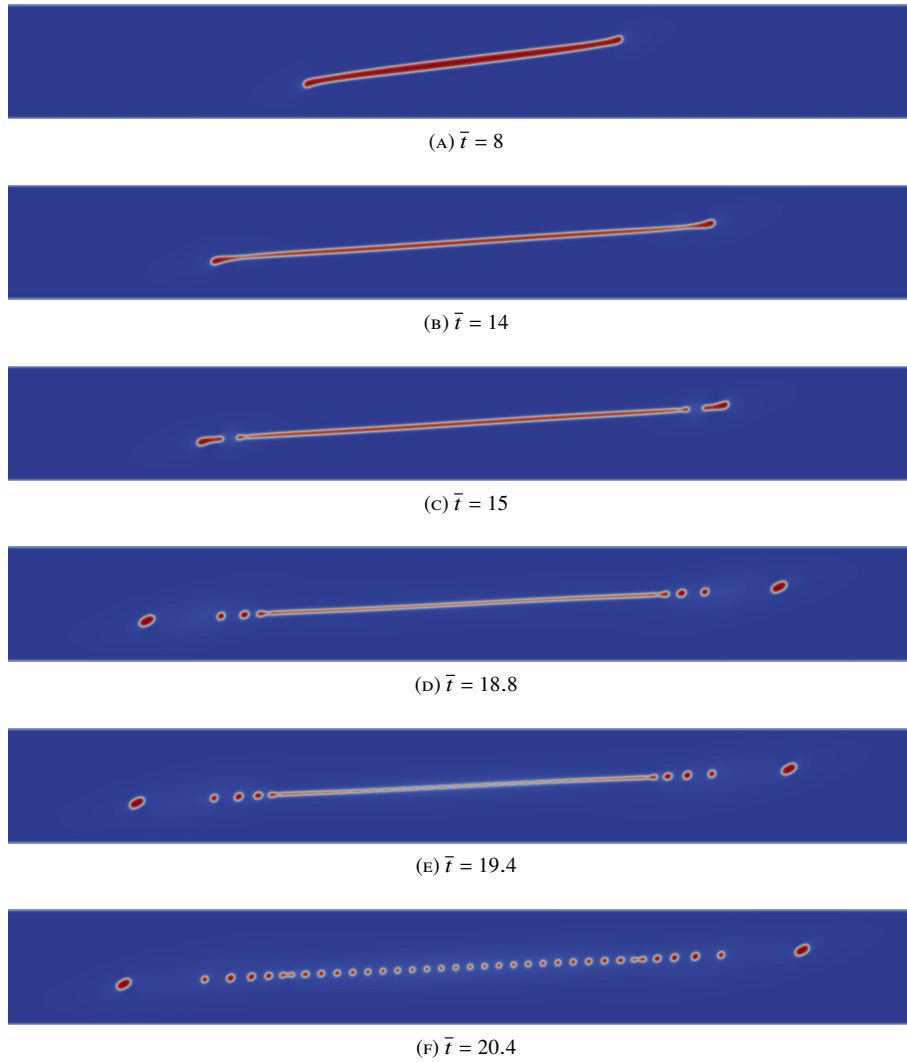 (A) t̅ = 8
(B) t̅ = 14
(C) t̅ = 15
(D) t̅ = 18.8
(E) t̅ = 19.4
(F) t̅ = 20.4